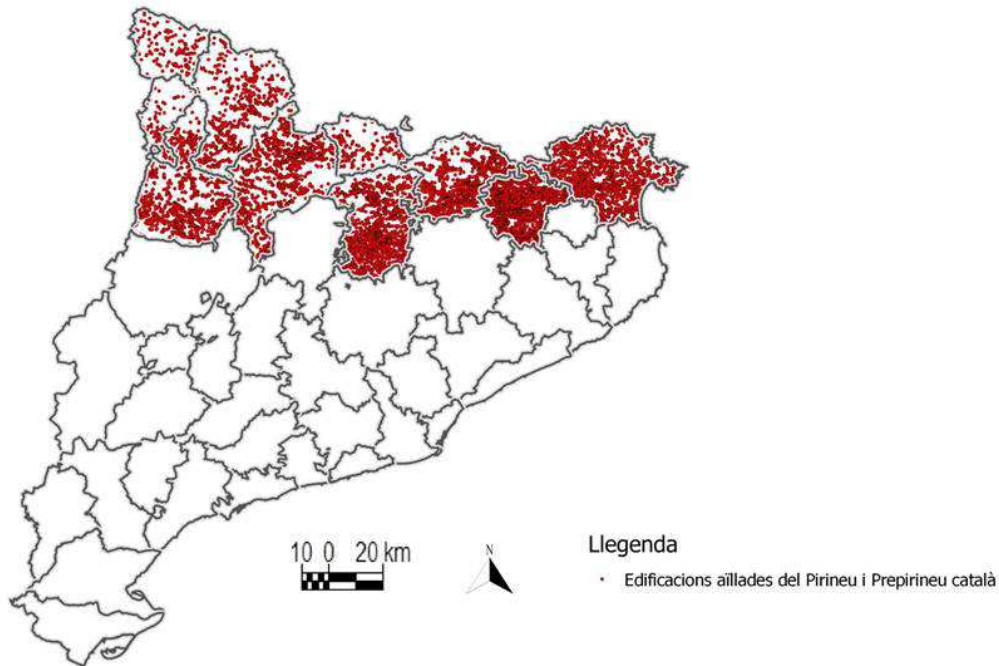 10 0 20 km
N
Llegenda
Edificacions aïllades del Pirineu i Prepirineu català